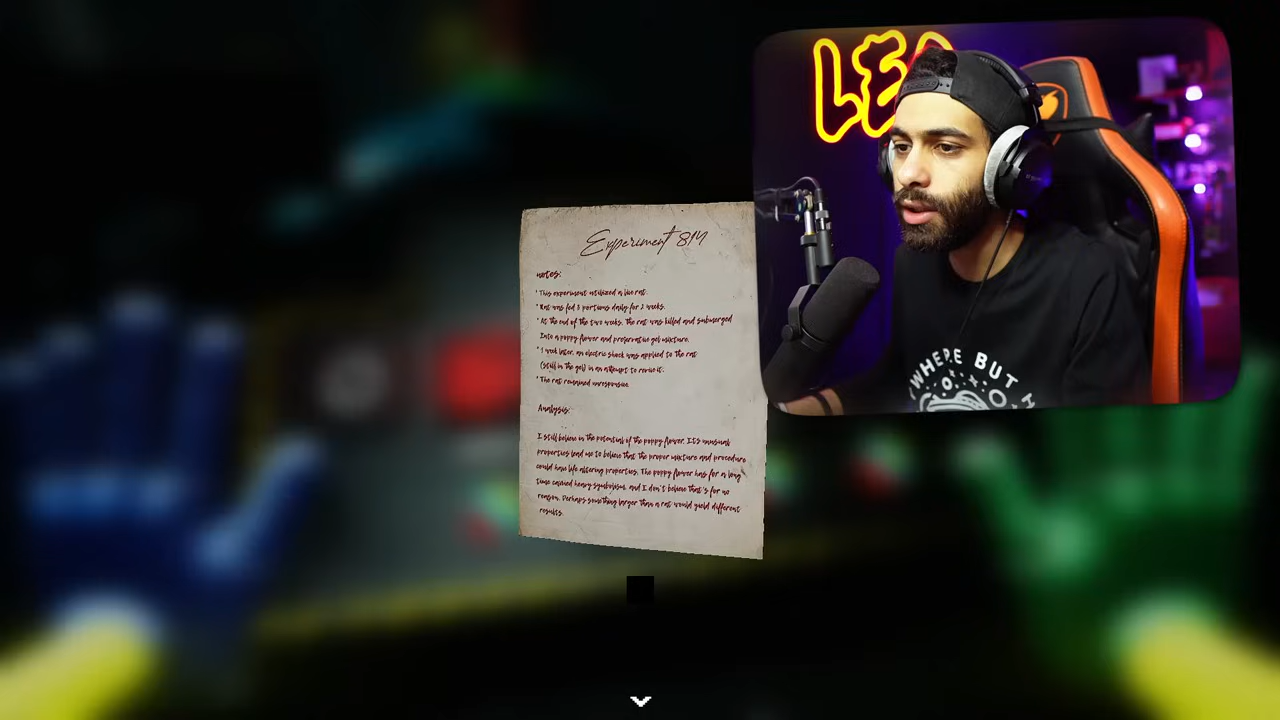 LEO
Experiment 814
notes:
* This experiment utilized a live rat.
* Rat was fed 3 portions daily for 2 weeks.
* At the end of the two weeks, the rat was killed and submerged
into a poppy flower and preservative gel mixture.
* 1 week later, an electric shock was applied to the rat
(still in the gel) in an attempt to revive it.
* The rat remained unresponsive.
Analysis:
I still believe in the potential of the poppy flower. It's unusual
properties lead me to believe that the proper mixture and procedure
could have life altering properties. The poppy flower has for a long
time carried heavy symbolism, and I don't believe that's for no
reason. Perhaps something larger than a rat would yield different
results.
WHERE BUT H